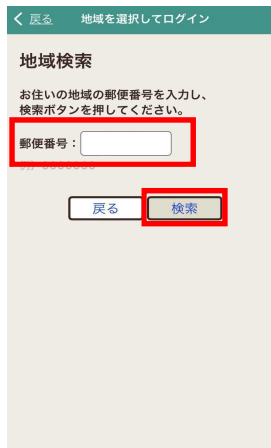 戻る 地域を選択してログイン
地域検索
お住いの地域の郵便番号を入力し、
検索ボタンを押してください。
郵便番号：
戻る 検索